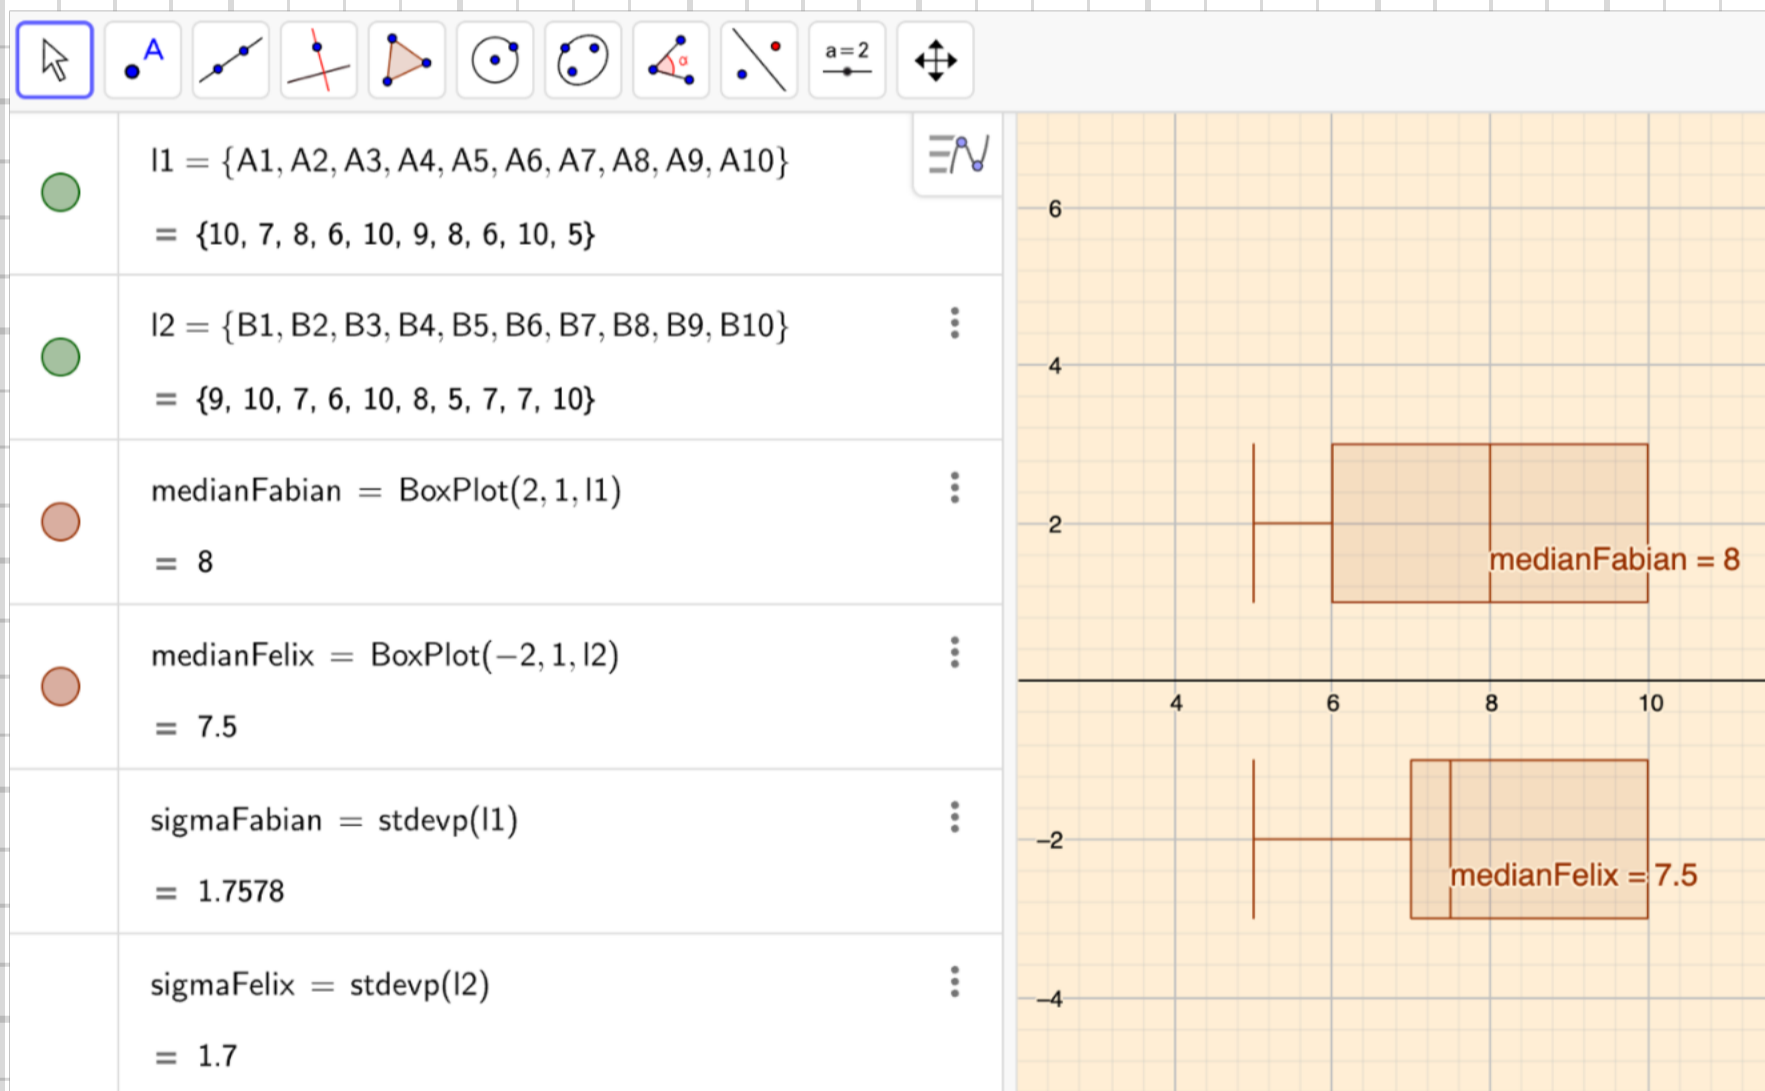 A
α
a=2
l1 = {A1, A2, A3, A4, A5, A6, A7, A8, A9, A10}
= {10, 7, 8, 6, 10, 9, 8, 6, 10, 5}
l2 = {B1, B2, B3, B4, B5, B6, B7, B8, B9, B10}
= {9, 10, 7, 6, 10, 8, 5, 7, 7, 10}
medianFabian = BoxPlot(2, 1, l1)
= 8
medianFelix = BoxPlot(−2, 1, l2)
= 7.5
sigmaFabian = stdevp(l1)
= 1.7578
sigmaFelix = stdevp(l2)
= 1.7
6
4
2
medianFabian = 8
4 6 8 10
−2
medianFelix = 7.5
−4